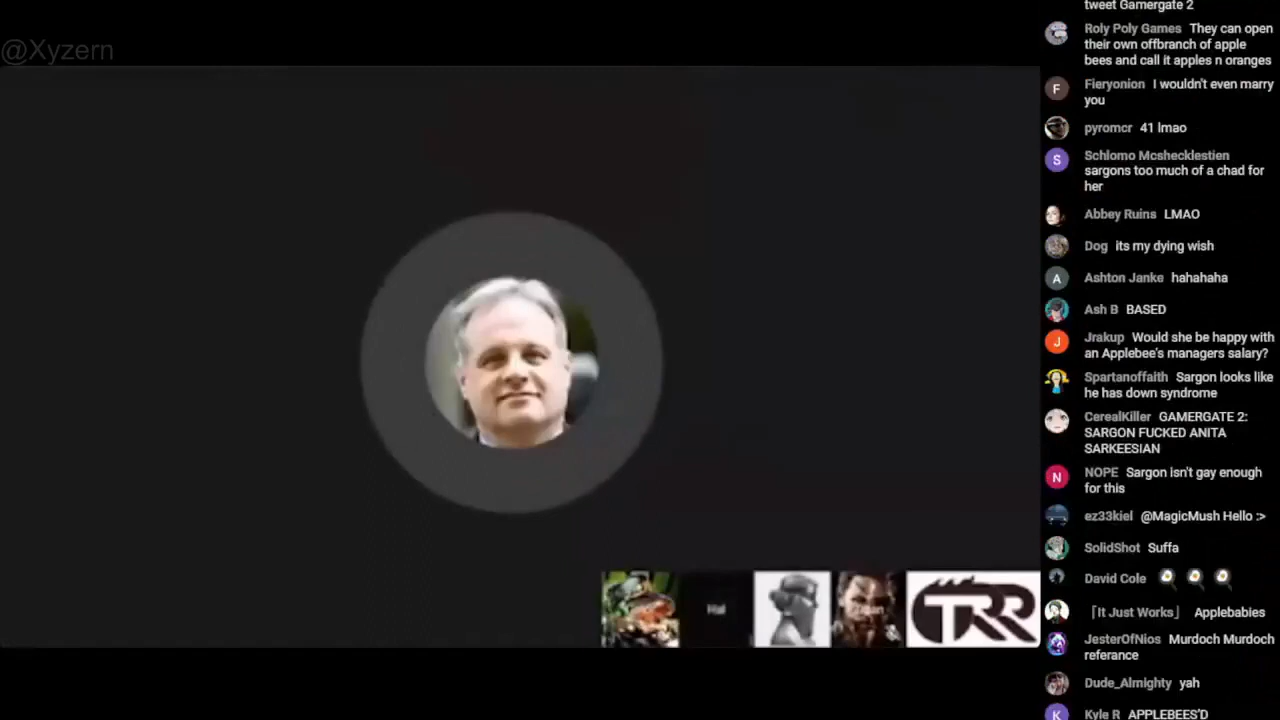 @Xyzern
Hal
TRR
tweet Gamergate 2
Roly Poly Games They can open
their own offbranch of apple
bees and call it apples n oranges
F
Fieryonion I wouldn't even marry
you
pyromcr 41 lmao
S
Schlomo Mcshecklestien
sargons too much of a chad for
her
Abbey Ruins LMAO
Dog its my dying wish
A
Ashton Janke hahahaha
Ash B BASED
J
Jrakup Would she be happy with
an Applebee's managers salary?
Spartanoffaith Sargon looks like
he has down syndrome
CerealKiller GAMERGATE 2:
SARGON FUCKED ANITA
SARKEESIAN
N
NOPE Sargon isn't gay enough
for this
ez33kiel @MagicMush Hello :>
SolidShot Suffa
David Cole 🍳 🍳 🍳
「It Just Works」 Applebabies
JesterOfNios Murdoch Murdoch
referance
Dude_Almighty yah
K
Kyle R APPLEBEES'D